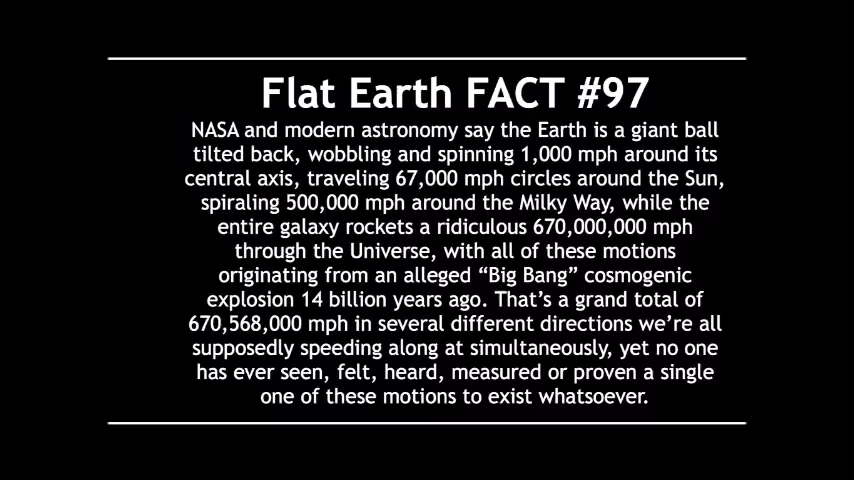 Flat Earth FACT #97
NASA and modern astronomy say the Earth is a giant ball
tilted back, wobbling and spinning 1,000 mph around its
central axis, traveling 67,000 mph circles around the Sun,
spiraling 500,000 mph around the Milky Way, while the
entire galaxy rockets a ridiculous 670,000,000 mph
through the Universe, with all of these motions
originating from an alleged “Big Bang” cosmogenic
explosion 14 billion years ago. That’s a grand total of
670,568,000 mph in several different directions we’re all
supposedly speeding along at simultaneously, yet no one
has ever seen, felt, heard, measured or proven a single
one of these motions to exist whatsoever.